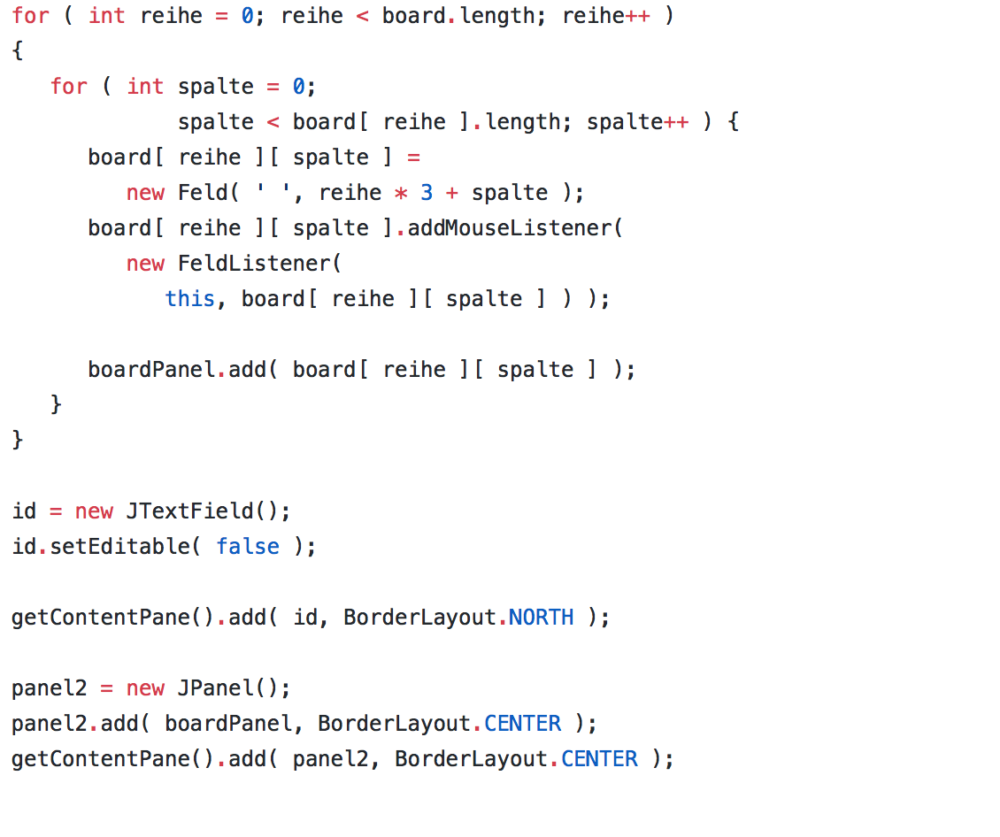 for ( int reihe = 0; reihe < board.length; reihe++ )
{
   for ( int spalte = 0;
             spalte < board[ reihe ].length; spalte++ ) {
      board[ reihe ][ spalte ] =
         new Feld( ' ', reihe * 3 + spalte );
      board[ reihe ][ spalte ].addMouseListener(
         new FeldListener(
            this, board[ reihe ][ spalte ] ) );

      boardPanel.add( board[ reihe ][ spalte ] );
   }
}

id = new JTextField();
id.setEditable( false );

getContentPane().add( id, BorderLayout.NORTH );

panel2 = new JPanel();
panel2.add( boardPanel, BorderLayout.CENTER );
getContentPane().add( panel2, BorderLayout.CENTER );